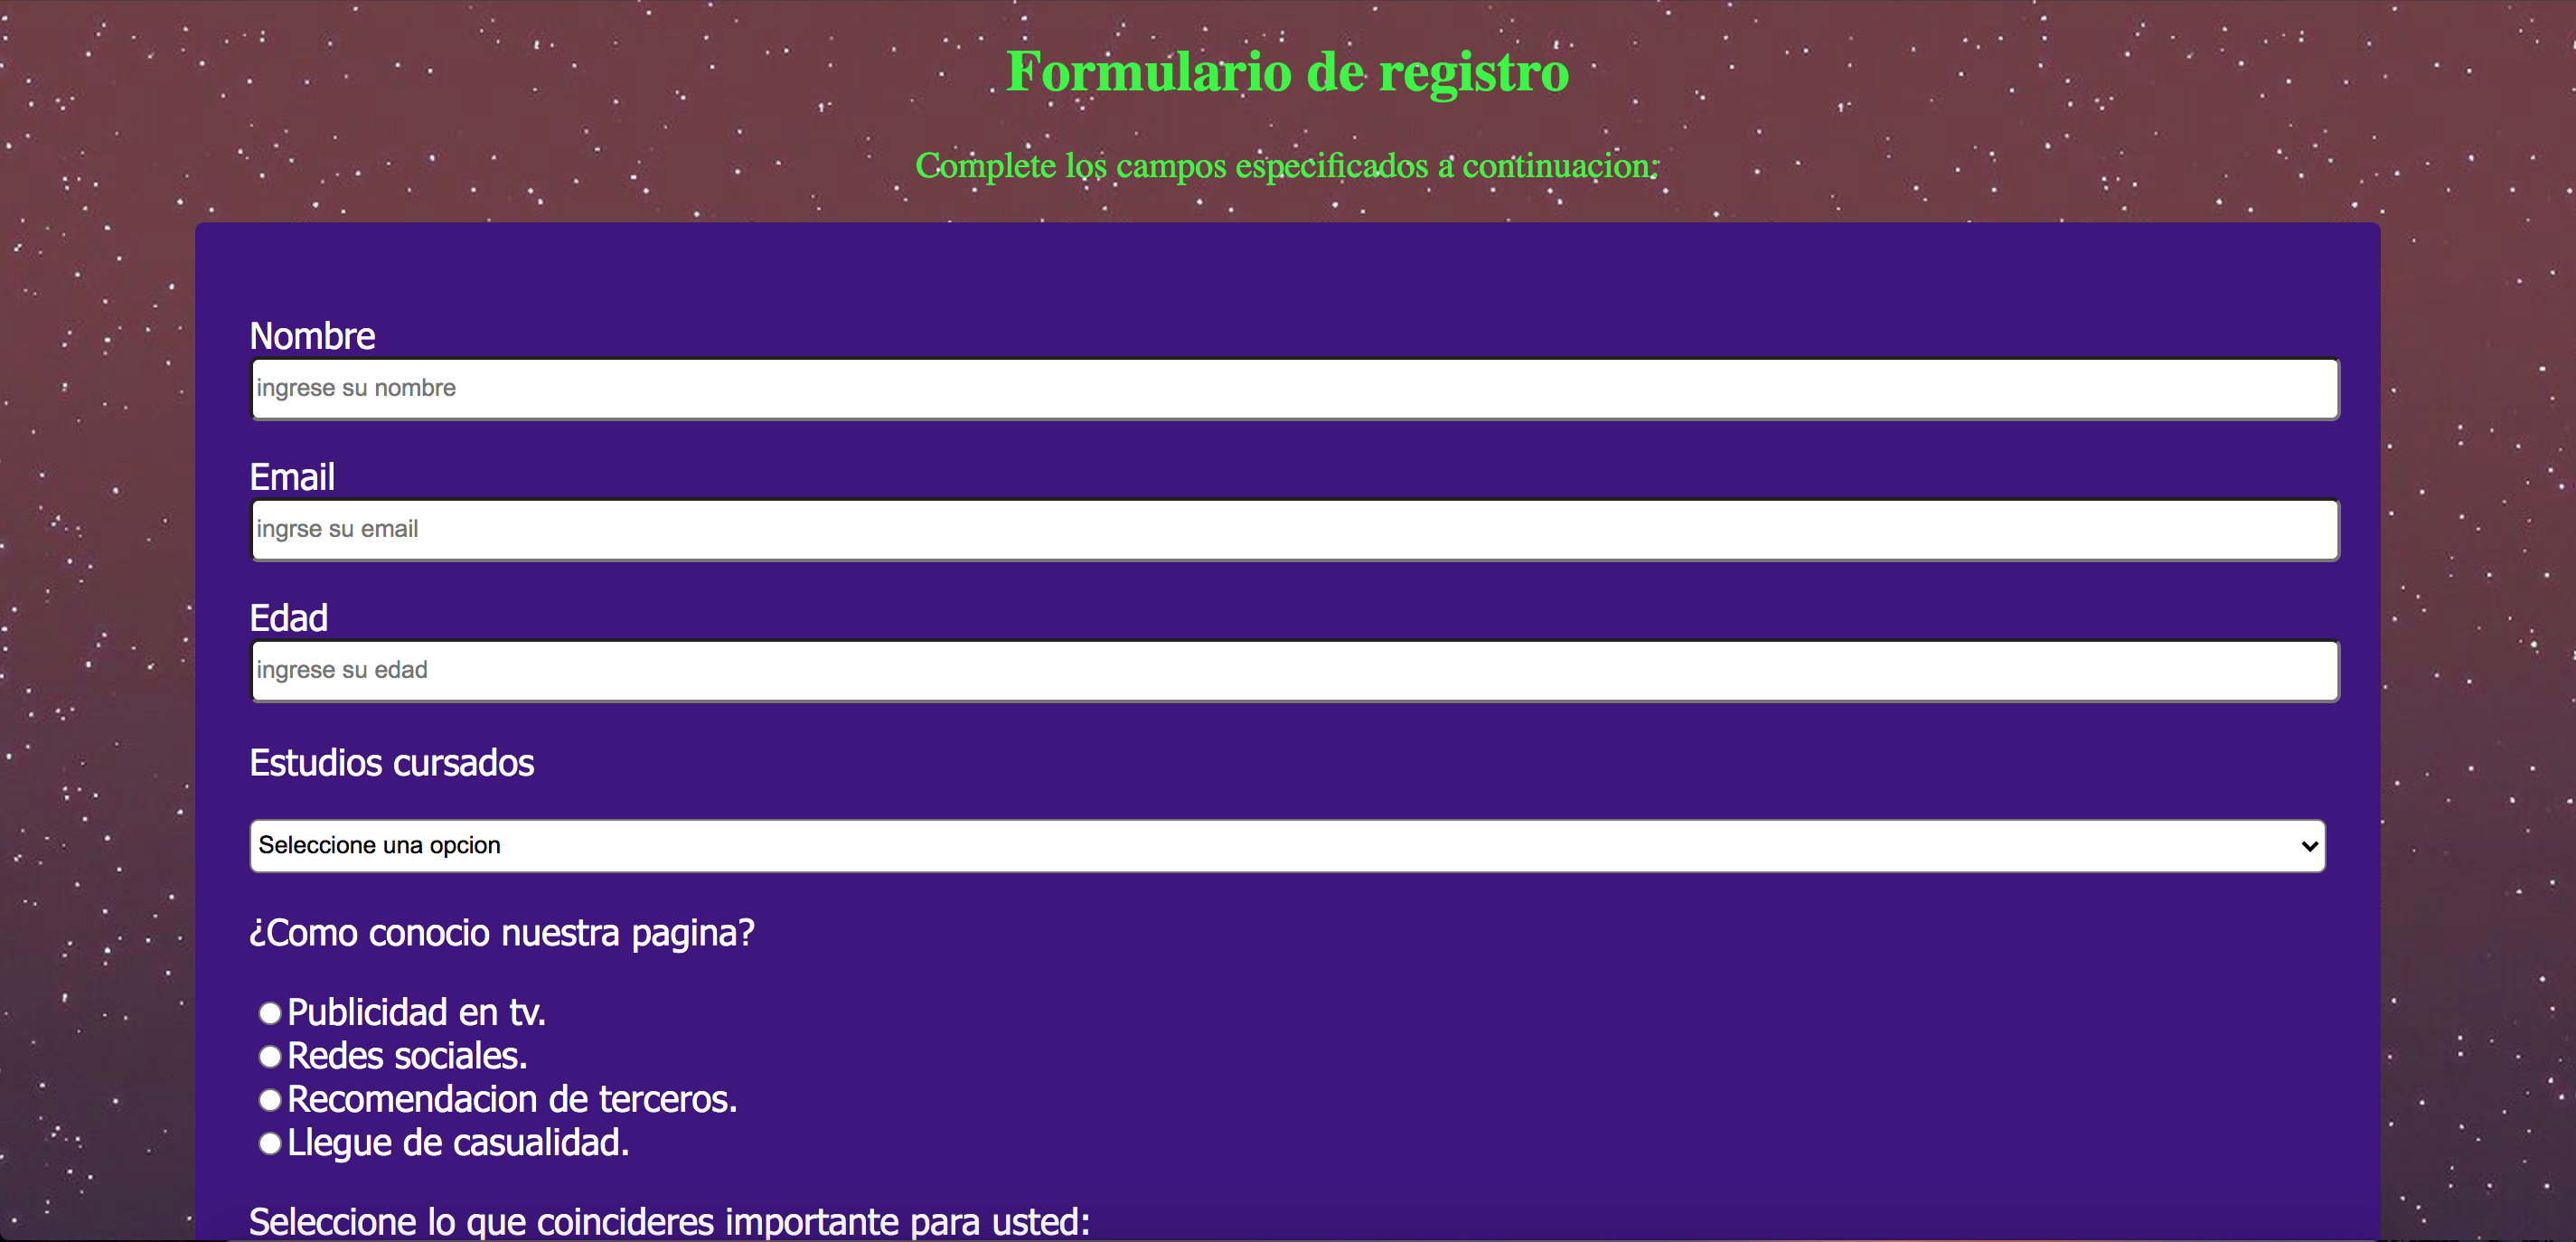 Formulario de registro
Complete los campos especificados a continuacion:
Nombre
ingrese su nombre
Email
ingrse su email
Edad
ingrese su edad
Estudios cursados
Seleccione una opcion
¿Como conocio nuestra pagina?
Publicidad en tv.
Redes sociales.
Recomendacion de terceros.
Llegue de casualidad.
Seleccione lo que coincideres importante para usted: